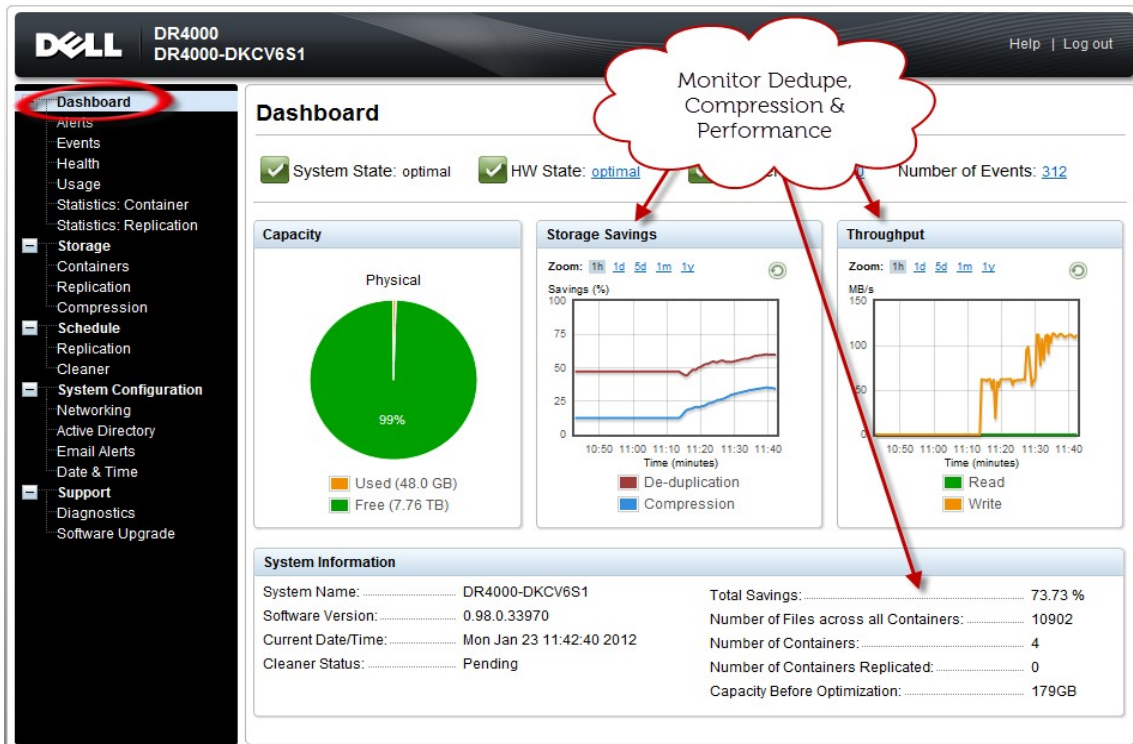 DELL
DR4000
DR4000-DKCV6S1
Help | Log out
Monitor Dedupe,
Compression &
Performance
Dashboard
Alerts
Events
Health
Usage
Statistics: Container
Statistics: Replication
Storage
Containers
Replication
Compression
Schedule
Replication
Cleaner
System Configuration
Networking
Active Directory
Email Alerts
Date & Time
Support
Diagnostics
Software Upgrade
Dashboard
System State: optimal
HW State: optimal
Number of Events: 312
Capacity
Physical
99%
Used (48.0 GB)
Free (7.76 TB)
Storage Savings
Zoom: 1h 1d 5d 1m 1y
Savings (%)
100
75
50
25
0
10:50 11:00 11:10 11:20 11:30 11:40
Time (minutes)
De-duplication
Compression
Throughput
Zoom: 1h 1d 5d 1m 1y
MB/s
150
100
50
0
10:50 11:00 11:10 11:20 11:30 11:40
Time (minutes)
Read
Write
System Information
System Name: DR4000-DKCV6S1
Software Version: 0.98.0.33970
Current Date/Time: Mon Jan 23 11:42:40 2012
Cleaner Status: Pending
Total Savings: 73.73 %
Number of Files across all Containers: 10902
Number of Containers: 4
Number of Containers Replicated: 0
Capacity Before Optimization: 179GB